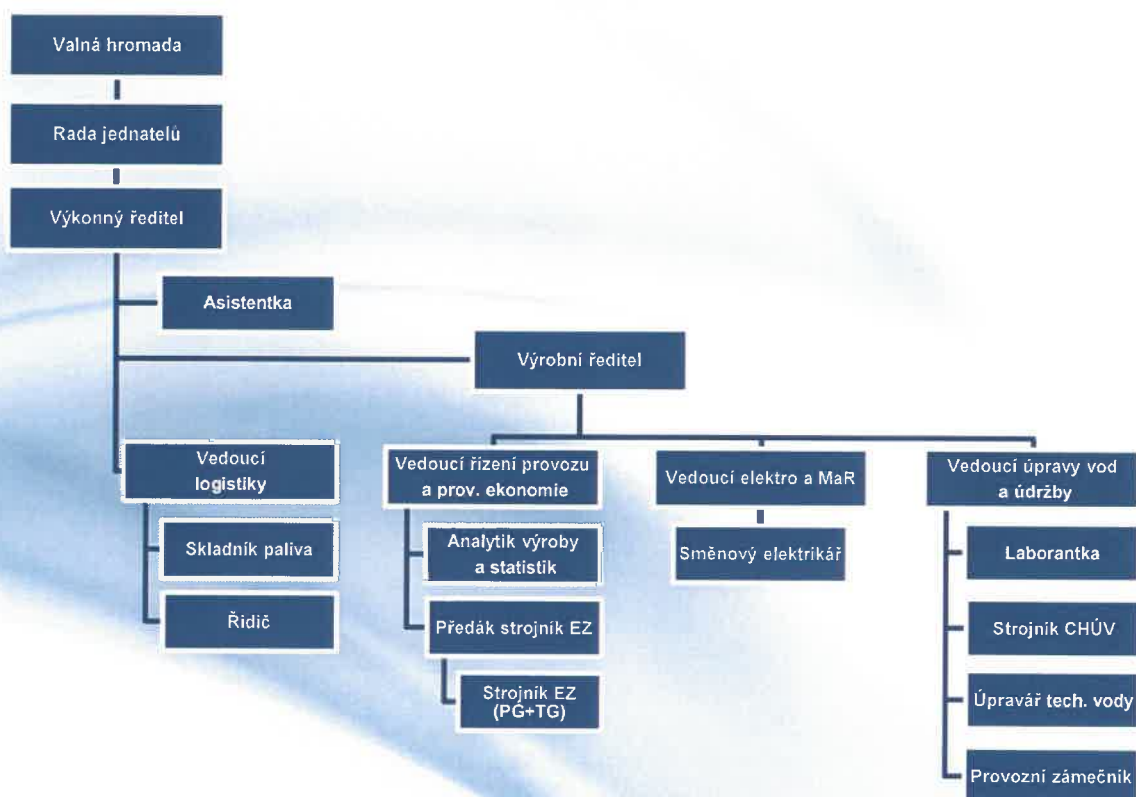 Valná hromada
Rada jednatelů
Výkonný ředitel
Asistentka
Výrobní ředitel
Vedoucí
logistiky
Skladník paliva
Řidič
Vedoucí řízení provozu
a prov. ekonomie
Analytik výroby
a statistik
Předák strojník EZ
Strojník EZ
(PG+TG)
Vedoucí elektro a MaR
Směnový elektrikář
Vedoucí úpravy vod
a údržby
Laborantka
Strojník CHÚV
Úpravář tech. vody
Provozní zámečník